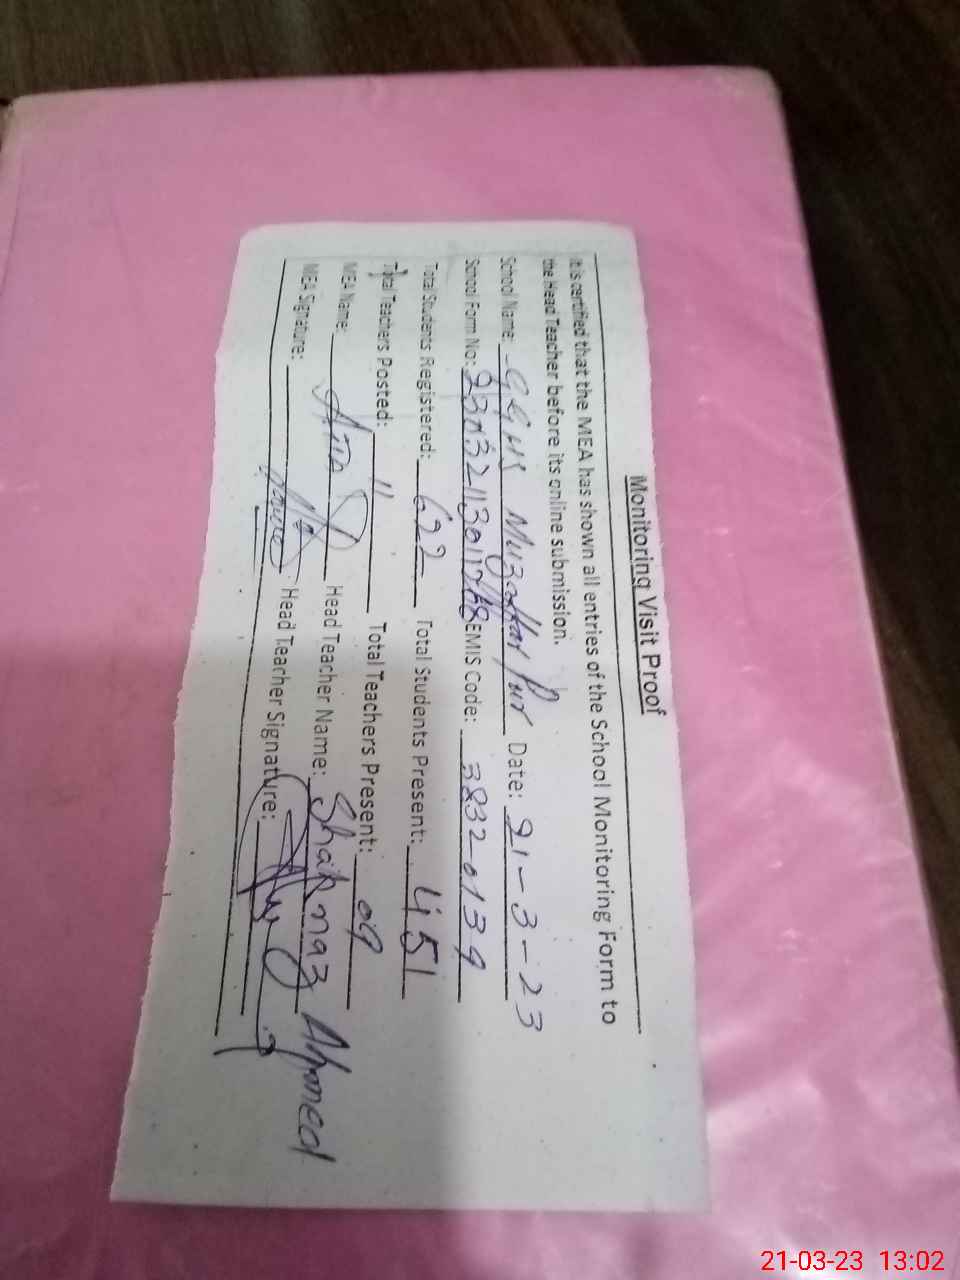 Monitoring Visit Proof
It is certified that the MEA has shown all entries of the School Monitoring Form to
the Head Teacher before its online submission.
School Name: GGHS Muzaffar Pur Date: 21-3-23
School Form No: EMIS Code: 38320134
Total Students Registered: 622 Total Students Present: 451
Total Teachers Posted: 11 Total Teachers Present: 09
MEA Name: Head Teacher Name: Shahnaz Ahmed
MEA Signature: Head Teacher Signature:
21-03-23 13:02